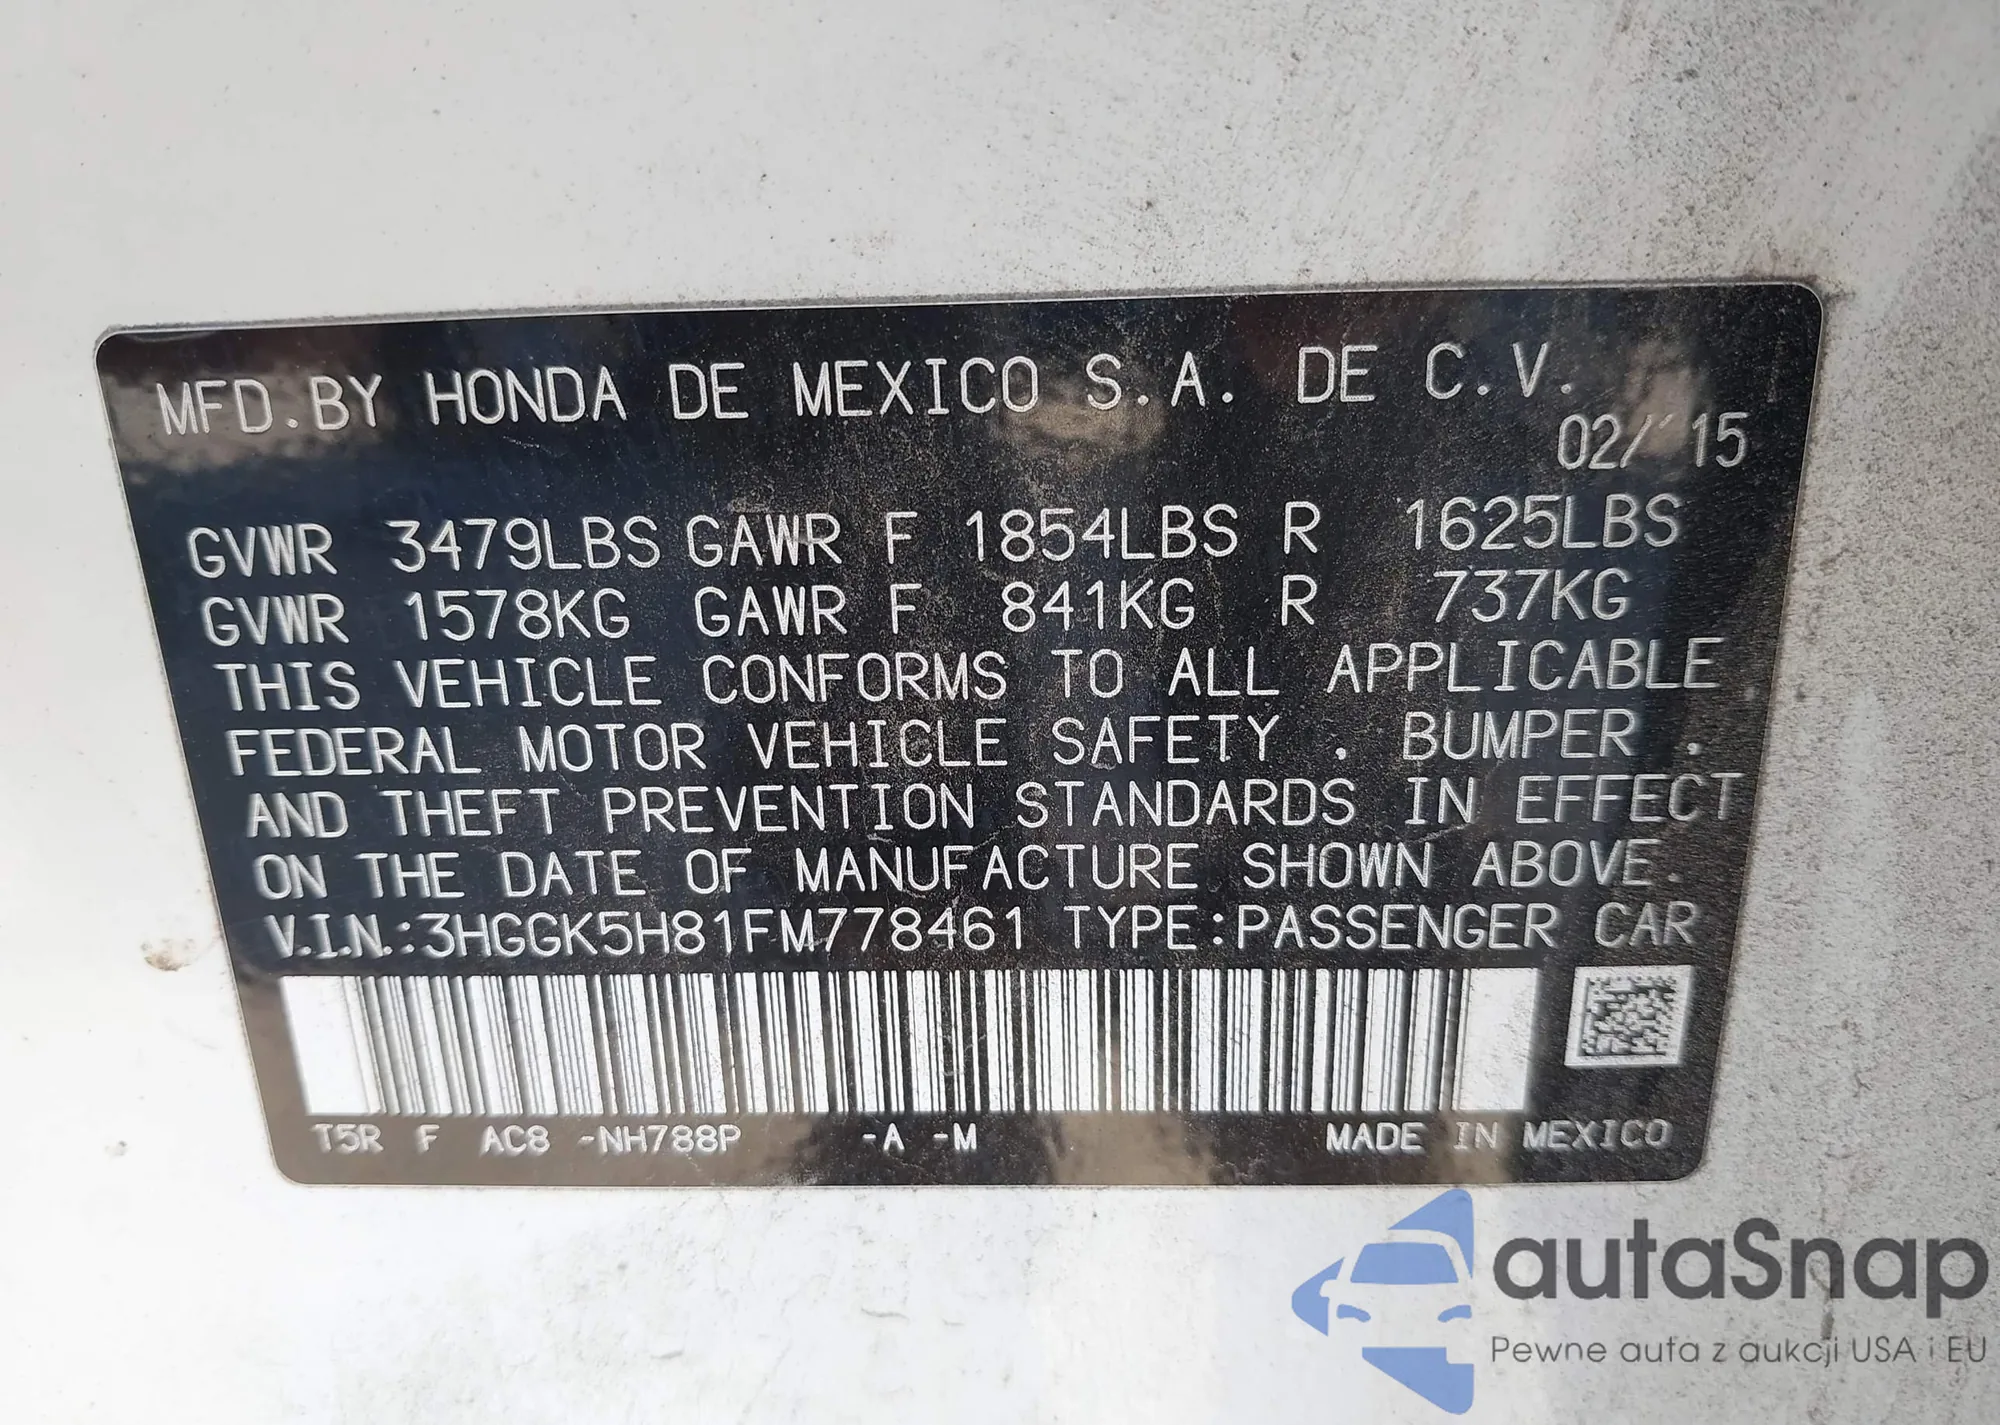 MFD.BY HONDA DE MEXICO S.A. DE C.V.
02/ 15
GVWR 3479LBS GAWR F 1854LBS R 1625LBS
GVWR 1578KG GAWR F 841KG R 737KG
THIS VEHICLE CONFORMS TO ALL APPLICABLE
FEDERAL MOTOR VEHICLE SAFETY , BUMPER ,
AND THEFT PREVENTION STANDARDS IN EFFECT
ON THE DATE OF MANUFACTURE SHOWN ABOVE.
V.I.N.:3HGGK5H81FM778461 TYPE:PASSENGER CAR
T5R F AC8 -NH788P -A -M MADE IN MEXICO
autaSnap
Pewne auta z aukcji USA i EU